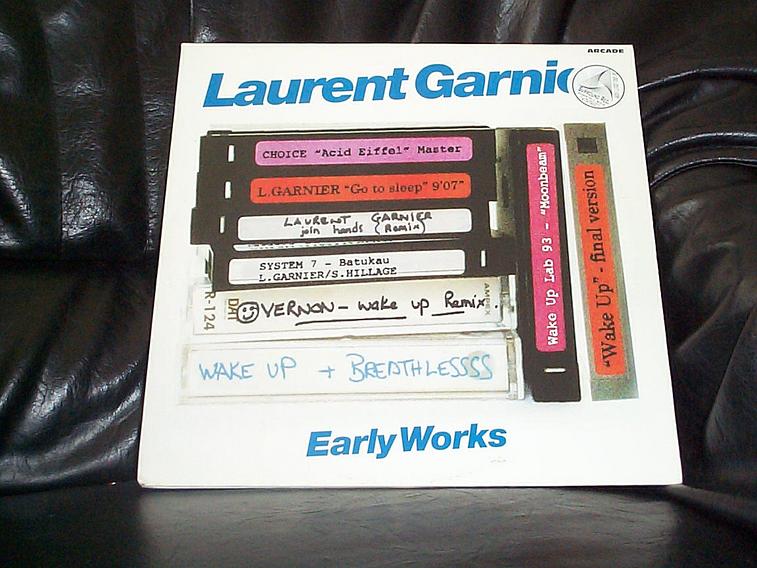 ARCADE
Laurent Garnie
CHOICE "Acid Eiffel" Master
L.GARNIER "Go to sleep" 9'07"
LAURENT GARNIER
join hands (Remix)
SYSTEM 7 - Batukau
L.GARNIER/S.HILLAGE
R-124
DAT
VERNON - wake up Remix.
AMPEX
WAKE UP + BREATHLESSSS
Wake Up Lab 93 - "Moonbeam"
"Wake Up" - final version
Early Works